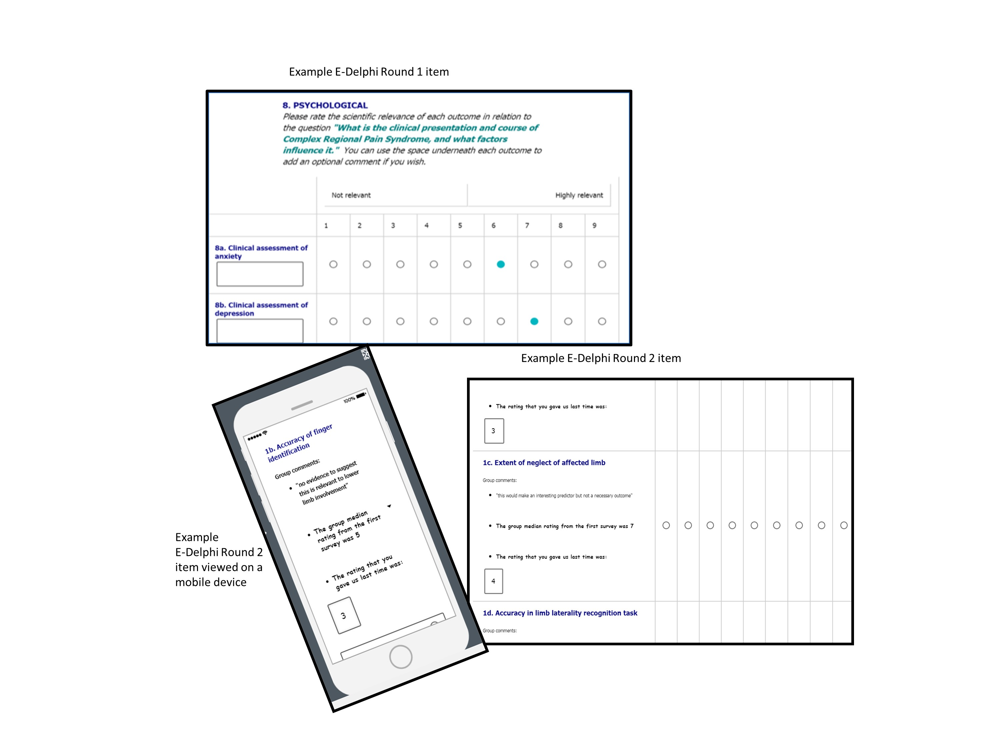 Example E-Delphi Round 1 item
8. PSYCHOLOGICAL
Please rate the scientific relevance of each outcome in relation to
the question "What is the clinical presentation and course of
Complex Regional Pain Syndrome, and what factors
influence it." You can use the space underneath each outcome to
add an optional comment if you wish.
Not relevant Highly relevant
1 2 3 4 5 6 7 8 9
8a. Clinical assessment of
anxiety
8b. Clinical assessment of
depression
Example E-Delphi Round 2 item
The rating that you gave us last time was:
3
1c. Extent of neglect of affected limb
Group comments:
"this would make an interesting predictor but not a necessary outcome"
The group median rating from the first survey was 7
The rating that you gave us last time was:
4
1d. Accuracy in limb laterality recognition task
Group comments:
100%
1b. Accuracy of finger
identification
Group comments:
"no evidence to suggest
this is relevant to lower
limb involvement"
The group median
rating from the first
survey was 5
The rating that you
gave us last time was:
3
Example
E-Delphi Round 2
item viewed on a
mobile device